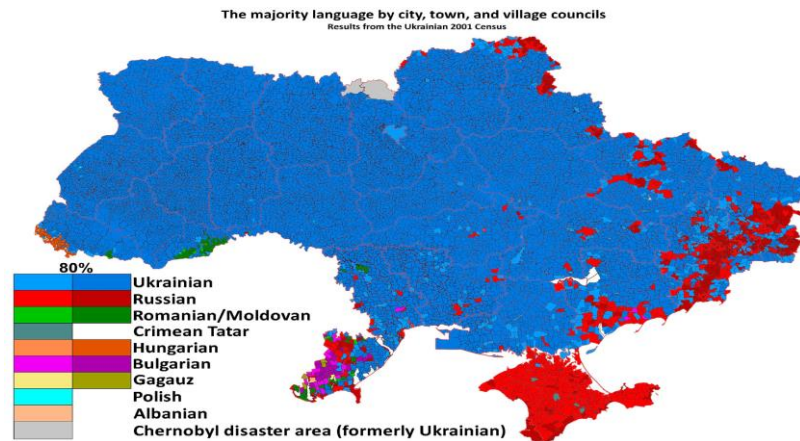 The majority language by city, town, and village councils
Results from the Ukrainian 2001 Census
80%
Ukrainian
Russian
Romanian/Moldovan
Crimean Tatar
Hungarian
Bulgarian
Gagauz
Polish
Albanian
Chernobyl disaster area (formerly Ukrainian)